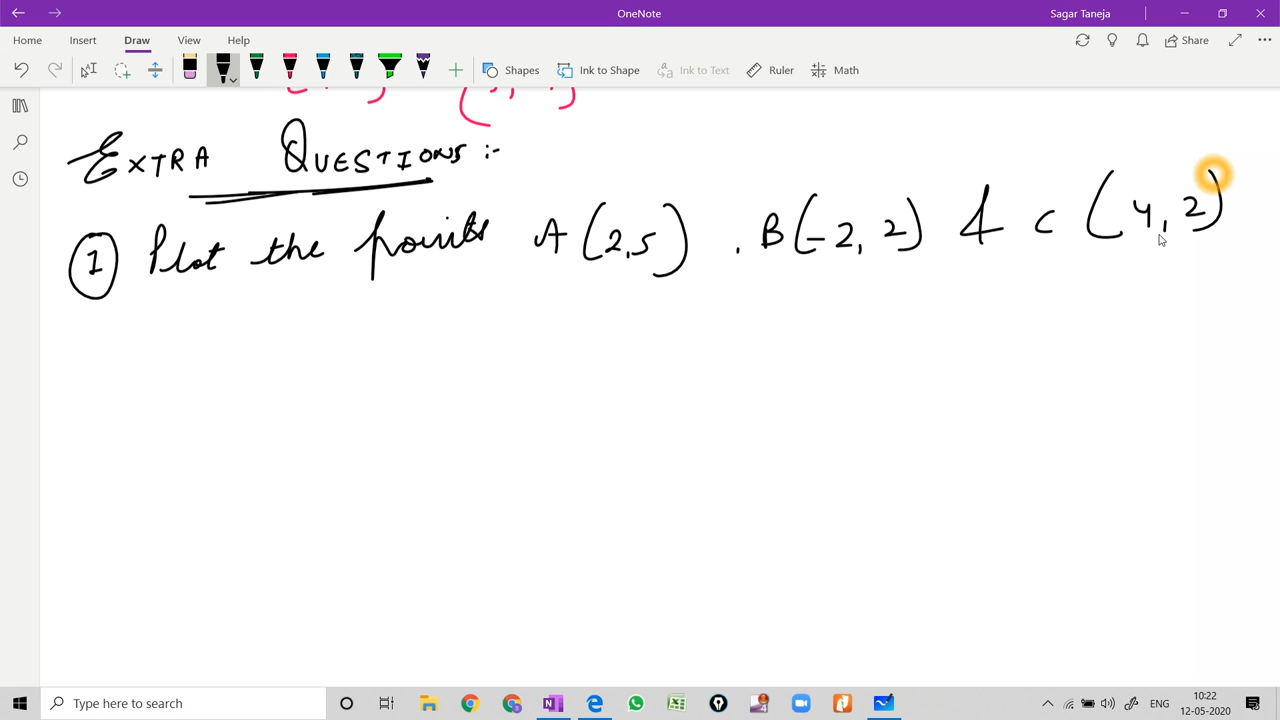 OneNote
Sagar Taneja
Home Insert Draw View Help
Share
Shapes Ink to Shape Ink to Text Ruler Math
EXTRA QUESTIONS :-
① Plot the points A (2,5) . B (-2, 2) & C (4, 2)
Type here to search
ENG
10:22
12-05-2020